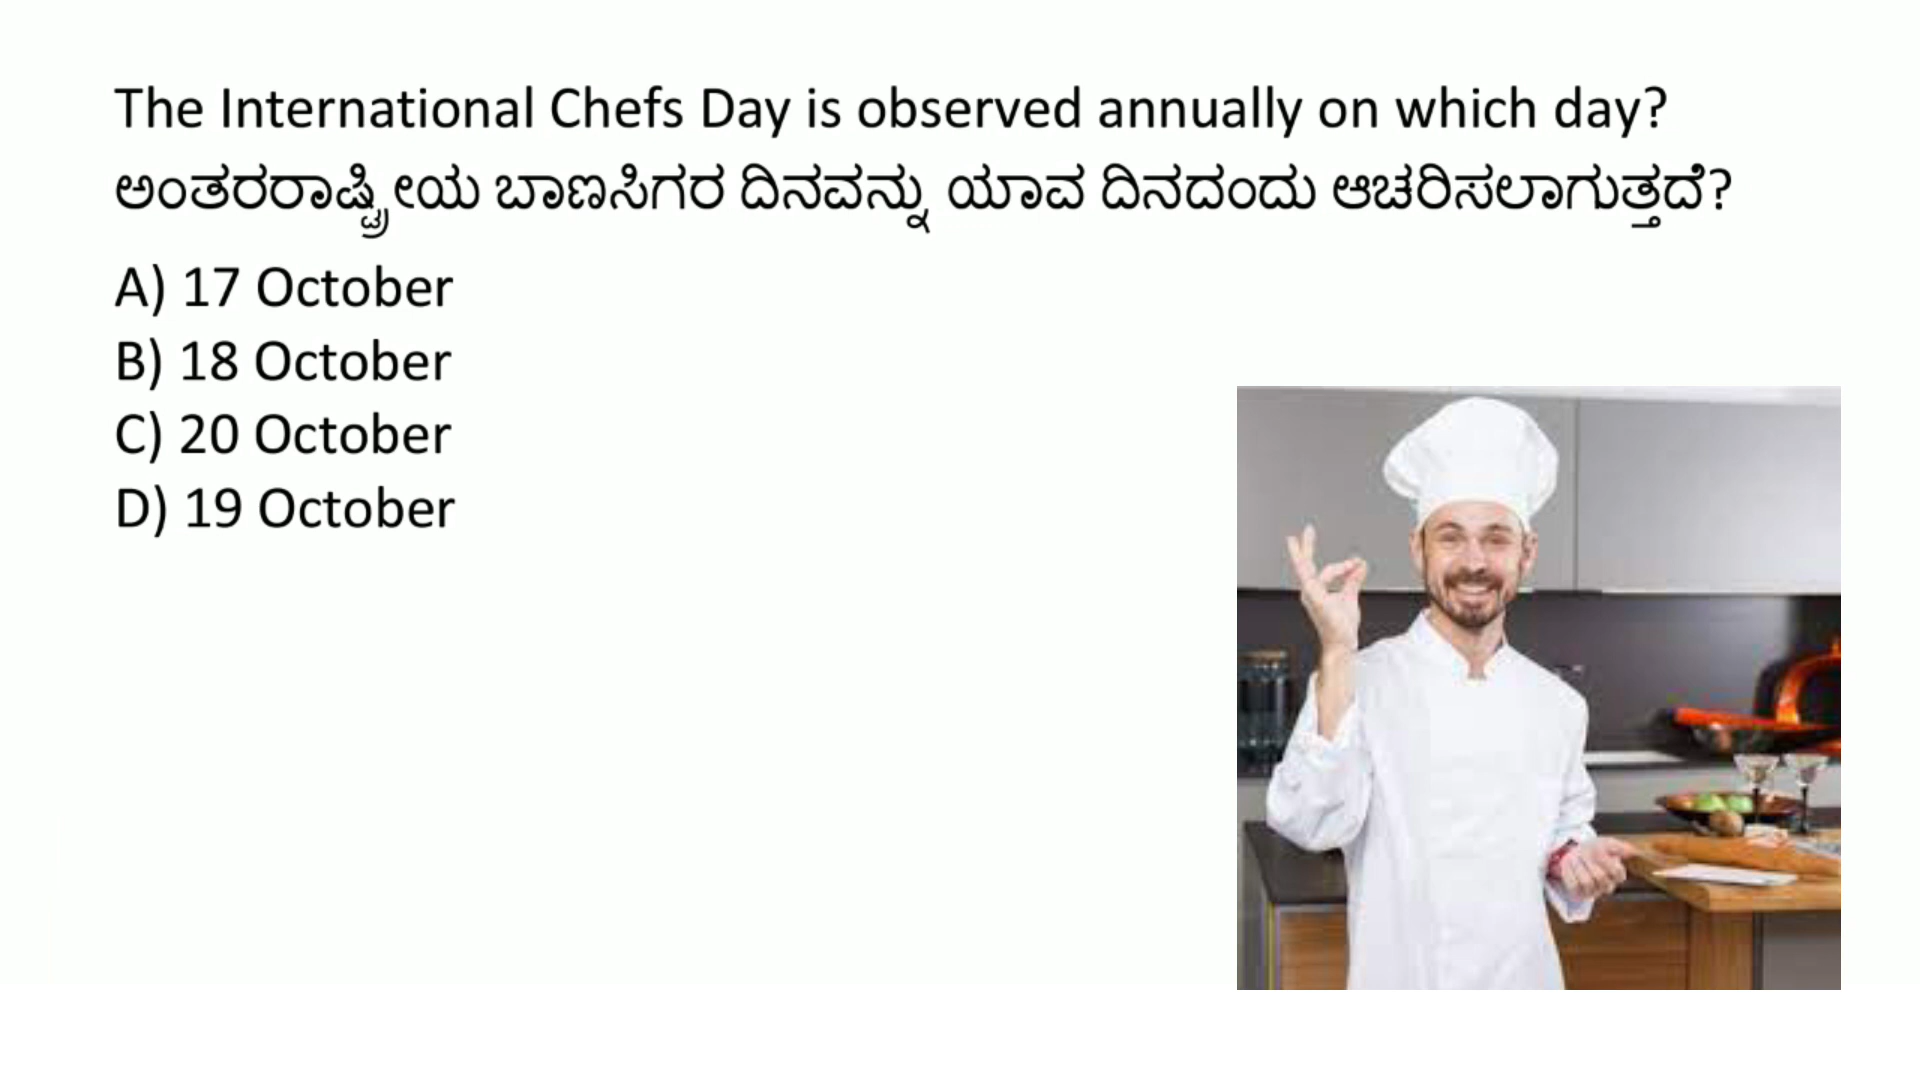 The International Chefs Day is observed annually on which day?
ಅಂತರರಾಷ್ಟ್ರೀಯ ಬಾಣಸಿಗರ ದಿನವನ್ನು ಯಾವ ದಿನದಂದು ಆಚರಿಸಲಾಗುತ್ತದೆ?
A) 17 October
B) 18 October
C) 20 October
D) 19 October